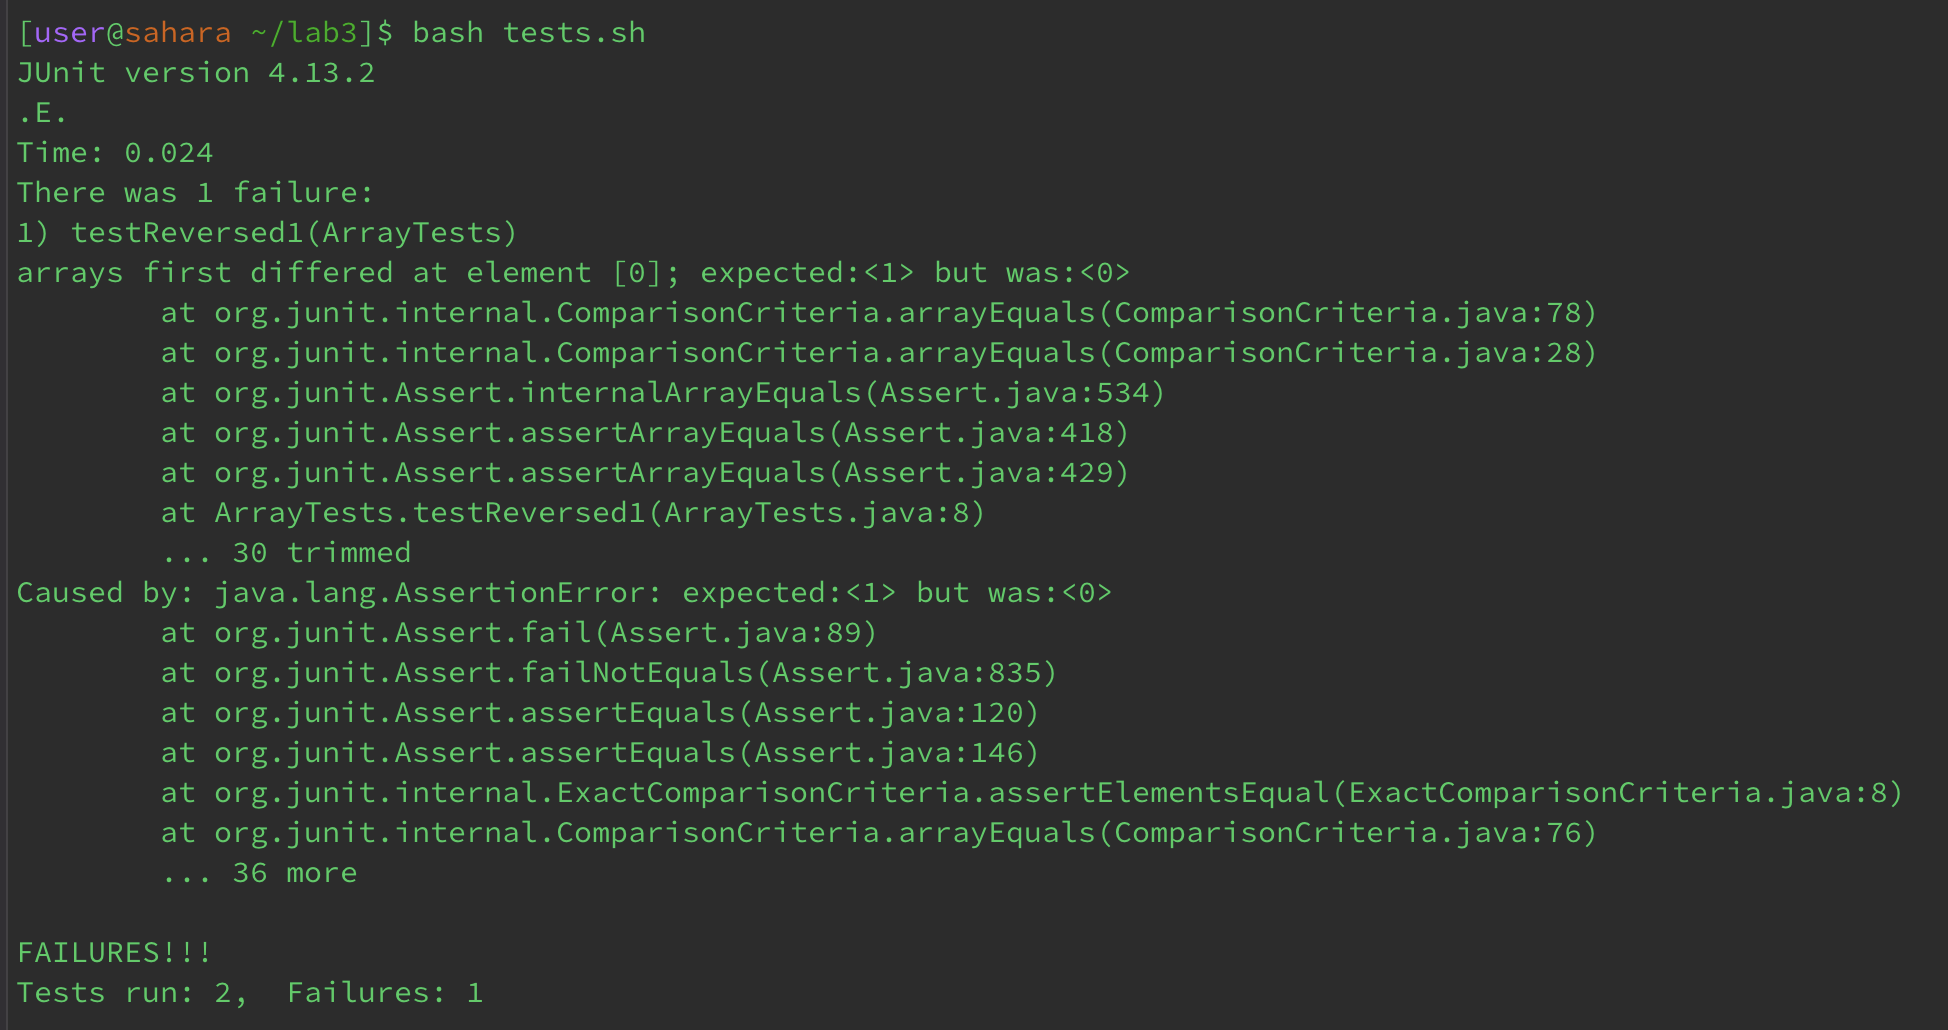 [user@sahara ~/lab3]$ bash tests.sh
JUnit version 4.13.2
.E.
Time: 0.024
There was 1 failure:
1) testReversed1(ArrayTests)
arrays first differed at element [0]; expected:<1> but was:<0>
        at org.junit.internal.ComparisonCriteria.arrayEquals(ComparisonCriteria.java:78)
        at org.junit.internal.ComparisonCriteria.arrayEquals(ComparisonCriteria.java:28)
        at org.junit.Assert.internalArrayEquals(Assert.java:534)
        at org.junit.Assert.assertArrayEquals(Assert.java:418)
        at org.junit.Assert.assertArrayEquals(Assert.java:429)
        at ArrayTests.testReversed1(ArrayTests.java:8)
        ... 30 trimmed
Caused by: java.lang.AssertionError: expected:<1> but was:<0>
        at org.junit.Assert.fail(Assert.java:89)
        at org.junit.Assert.failNotEquals(Assert.java:835)
        at org.junit.Assert.assertEquals(Assert.java:120)
        at org.junit.Assert.assertEquals(Assert.java:146)
        at org.junit.internal.ExactComparisonCriteria.assertElementsEqual(ExactComparisonCriteria.java:8)
        at org.junit.internal.ComparisonCriteria.arrayEquals(ComparisonCriteria.java:76)
        ... 36 more

FAILURES!!!
Tests run: 2,  Failures: 1